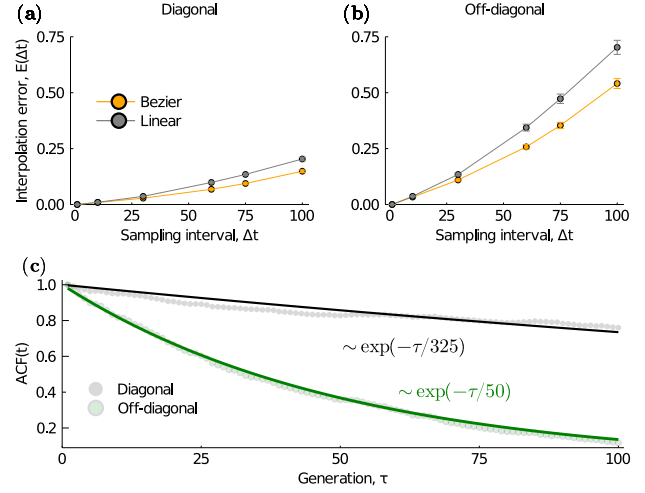 (a) Diagonal
(b) Off-diagonal
Interpolation error, E(Δt)
0.75
0.50
0.25
0.00
Bezier
Linear
0 25 50 75 100
Sampling interval, Δt
0.75
0.50
0.25
0.00
0 25 50 75 100
Sampling interval, Δt
(c)
ACF(t)
1.0
0.8
0.6
0.4
0.2
∼ exp(−τ/325)
∼ exp(−τ/50)
Diagonal
Off-diagonal
0 25 50 75 100
Generation, τ